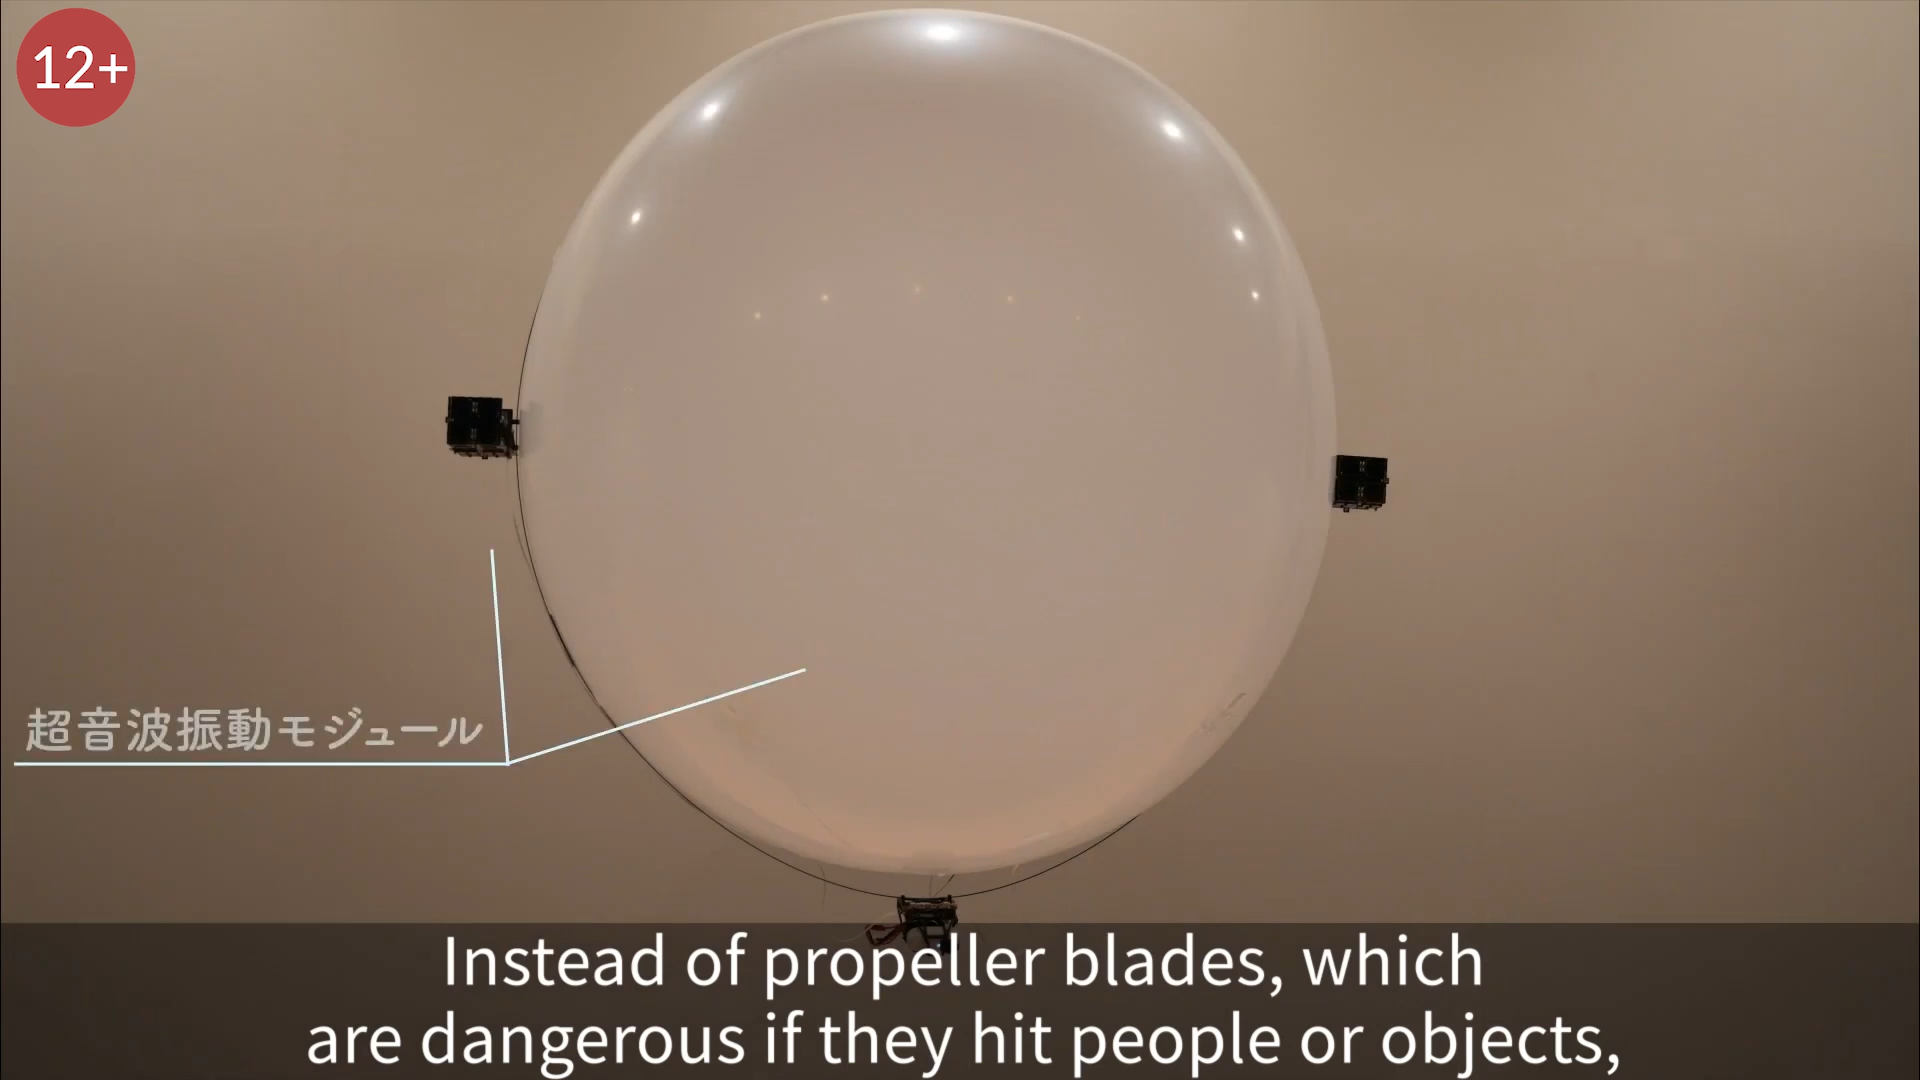 12+
超音波振動モジュール
Instead of propeller blades, which
are dangerous if they hit people or objects,